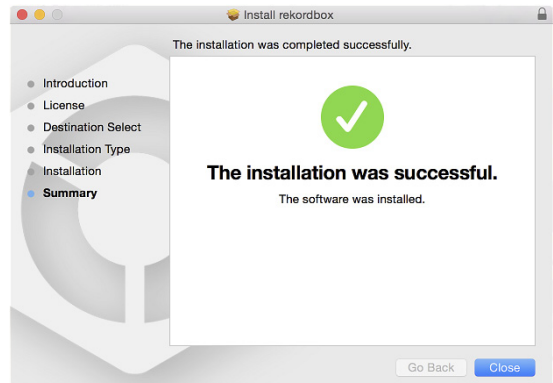 Install rekordbox
The installation was completed successfully.
Introduction
License
Destination Select
Installation Type
Installation
Summary
The installation was successful.
The software was installed.
Go Back
Close